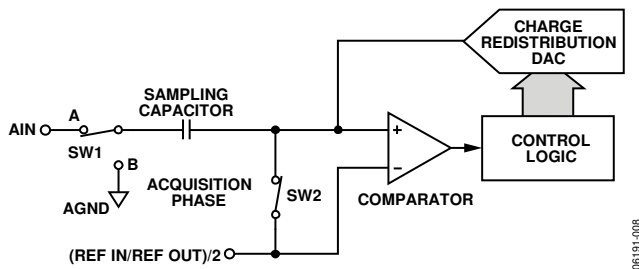 CHARGE
REDISTRIBUTION
DAC
SAMPLING
CAPACITOR
AIN
A
SW1
B
AGND
ACQUISITION
PHASE
SW2
+
−
COMPARATOR
CONTROL
LOGIC
(REF IN/REF OUT)/2
06191-008